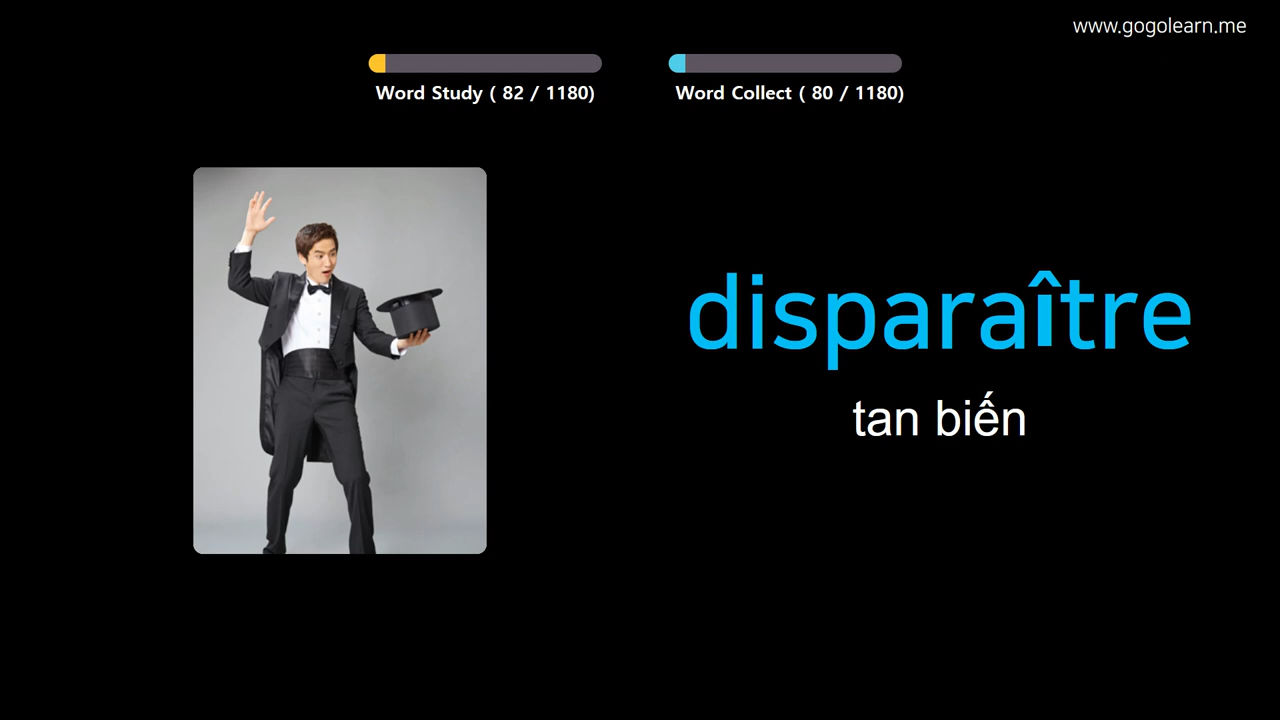 www.gogolearn.me
Word Study ( 82 / 1180)
Word Collect ( 80 / 1180)
disparaître
tan biến